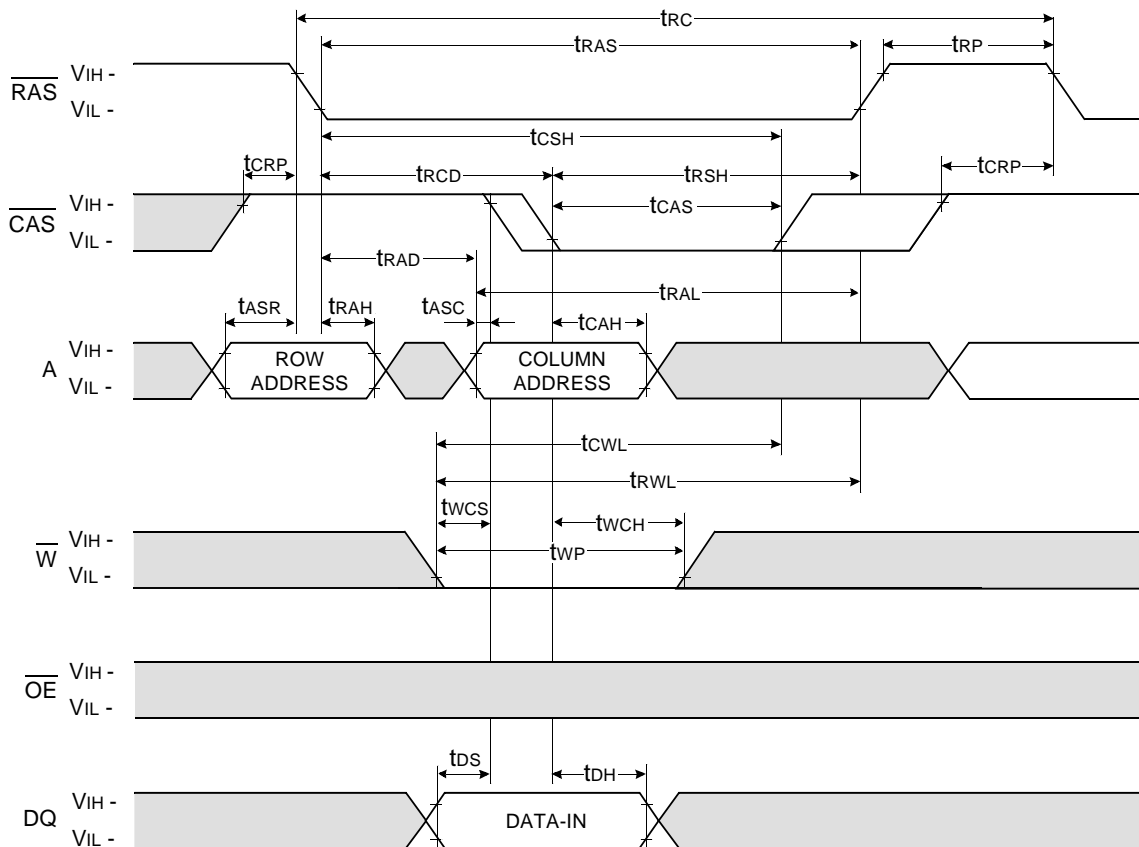 tRC
tRAS
tRP
RAS
VIH -
VIL -
tCSH
tCRP
tRCD
tRSH
tCRP
CAS
VIH -
VIL -
tCAS
tRAD
tRAL
tASR
tRAH
tASC
tCAH
A
VIH -
VIL -
ROW
ADDRESS
COLUMN
ADDRESS
tCWL
tRWL
tWCS
tWCH
W
VIH -
VIL -
tWP
OE
VIH -
VIL -
tDS
tDH
DQ
VIH -
VIL -
DATA-IN